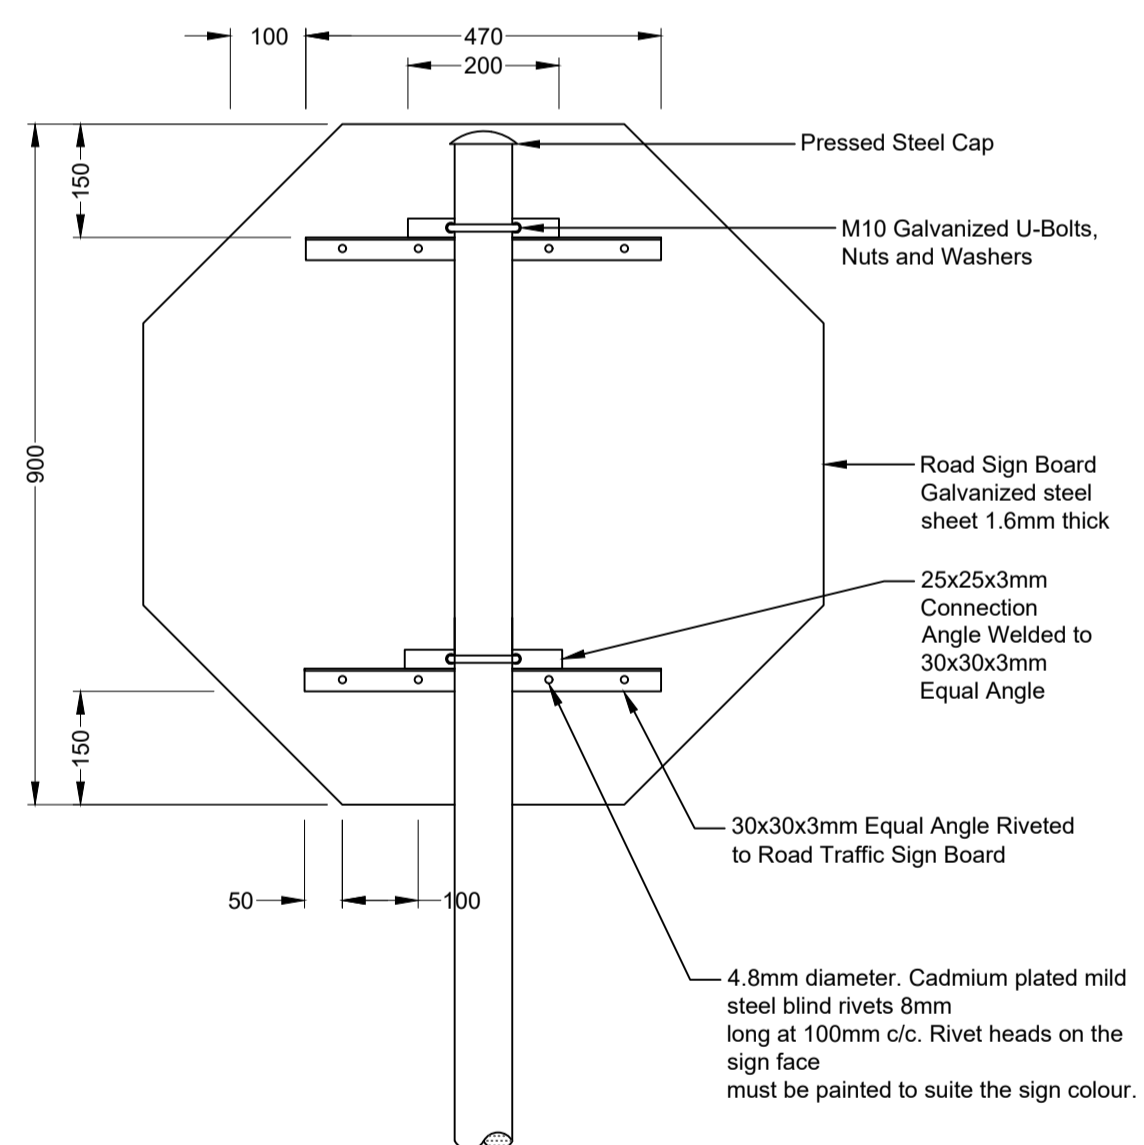 100
470
200
150
900
150
50
100
Pressed Steel Cap
M10 Galvanized U-Bolts,
Nuts and Washers
Road Sign Board
Galvanized steel
sheet 1.6mm thick
25x25x3mm
Connection
Angle Welded to
30x30x3mm
Equal Angle
30x30x3mm Equal Angle Riveted
to Road Traffic Sign Board
4.8mm diameter. Cadmium plated mild
steel blind rivets 8mm
long at 100mm c/c. Rivet heads on the
sign face
must be painted to suite the sign colour.